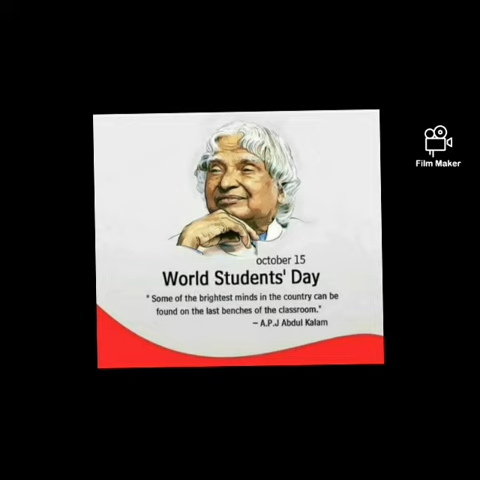 october 15
World Students' Day
" Some of the brightest minds in the country can be
found on the last benches of the classroom."
– A.P.J Abdul Kalam
Film Maker